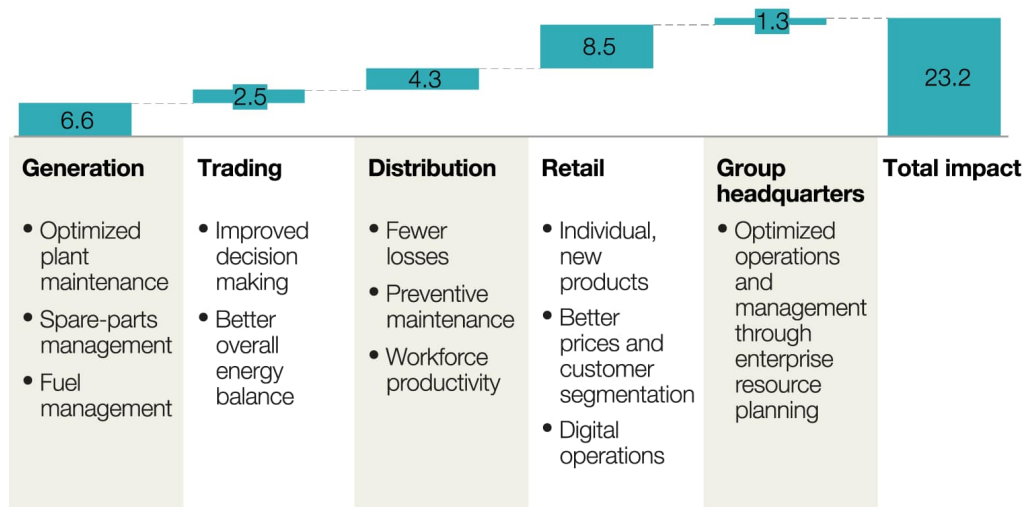 6.6
2.5
4.3
8.5
1.3
23.2
Generation
• Optimized
plant
maintenance
• Spare-parts
management
• Fuel
management
Trading
• Improved
decision
making
• Better
overall
energy
balance
Distribution
• Fewer
losses
• Preventive
maintenance
• Workforce
productivity
Retail
• Individual,
new
products
• Better
prices and
customer
segmentation
• Digital
operations
Group
headquarters
• Optimized
operations
and
management
through
enterprise
resource
planning
Total impact